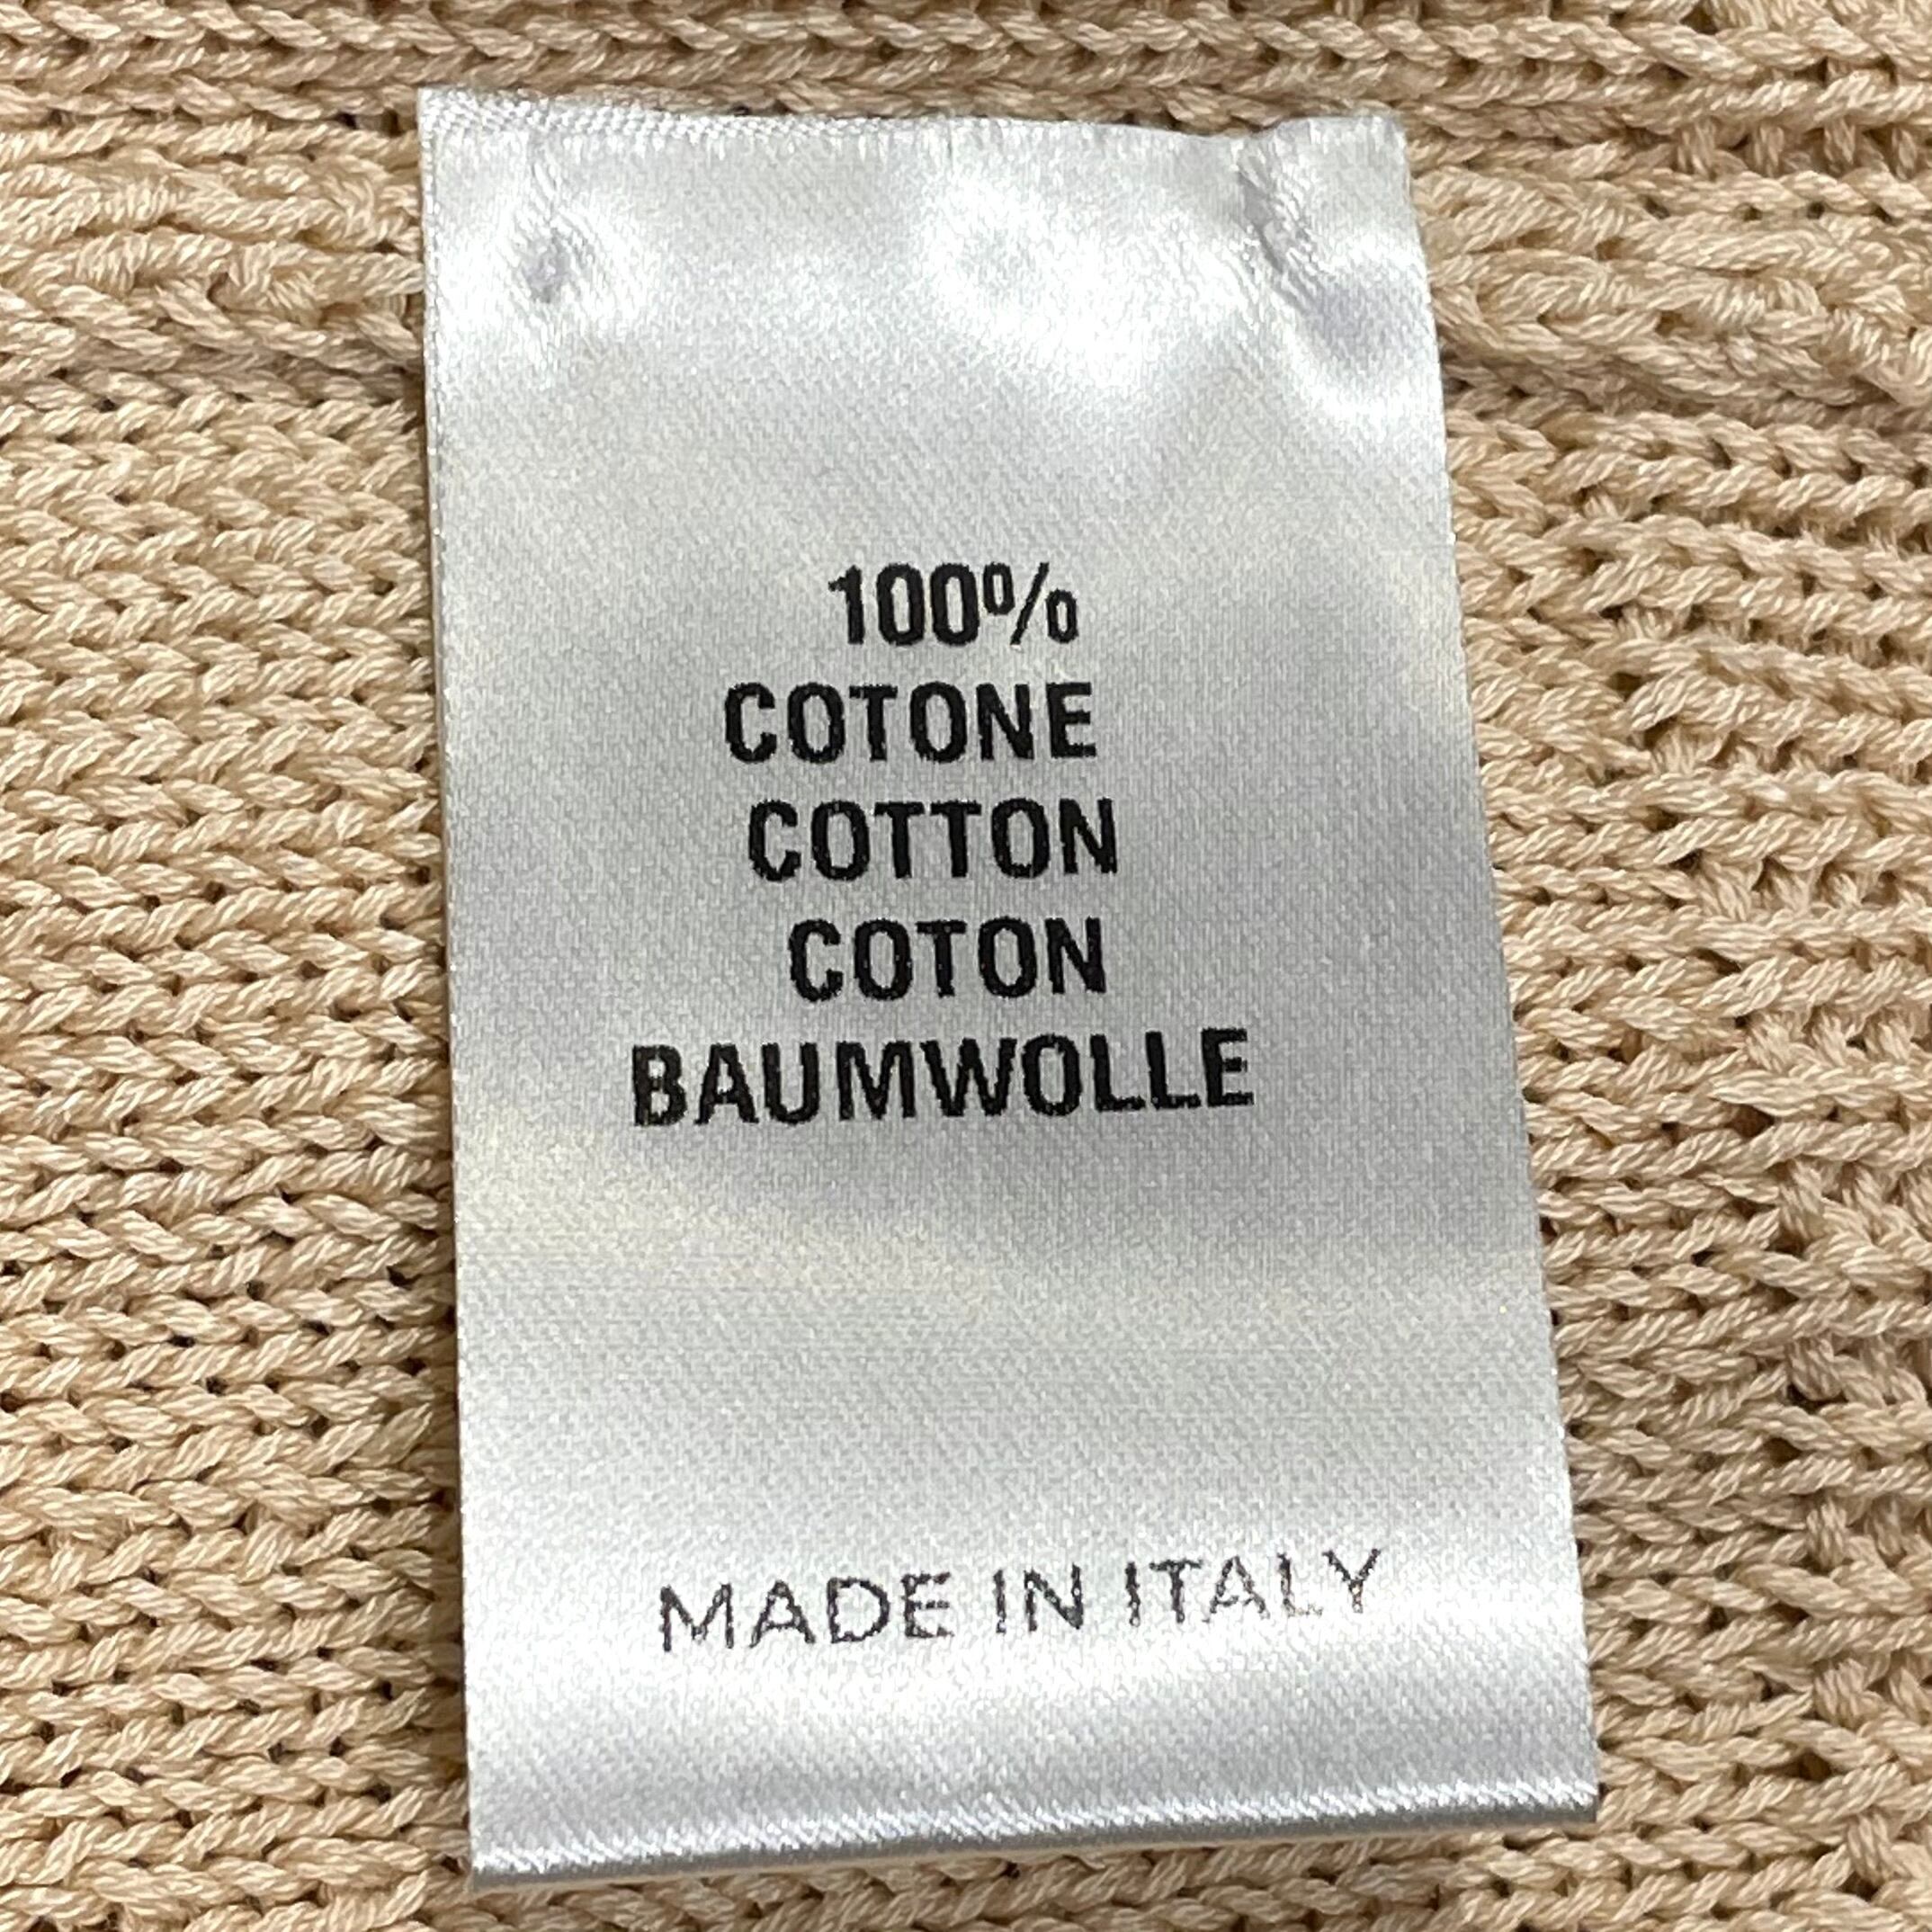 100%
COTONE
COTTON
COTON
BAUMWOLLE
MADE IN ITALY